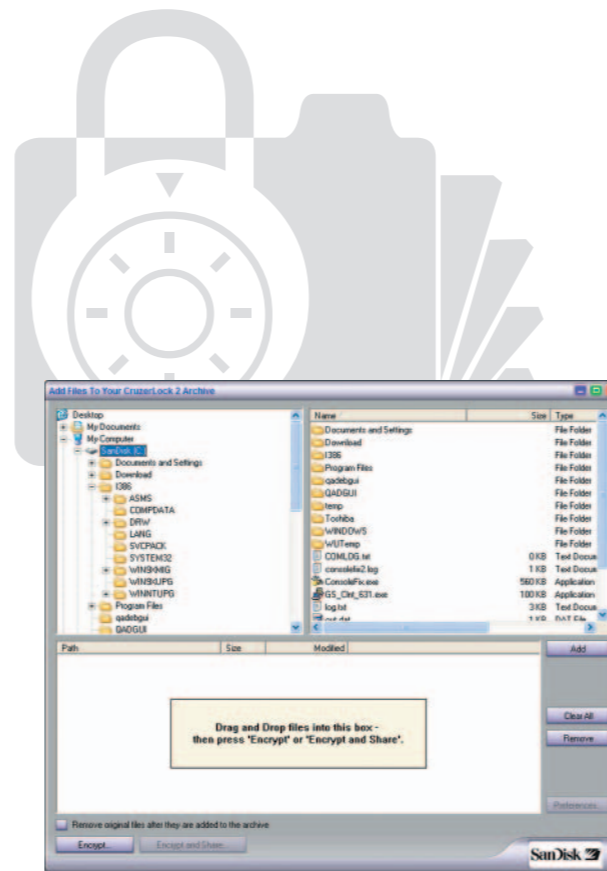 Add Files To Your CruzerLock 2 Archive
Desktop
My Documents
My Computer
SanDisk (C:)
Documents and Settings
Download
I386
ASMS
COMPDATA
DRW
LANG
SVCPACK
SYSTEM32
WIN9XMIG
WIN9XUPG
WINNTUPG
Program Files
qadebgui
QADGUI
Name Size Type
Documents and Settings File Folder
Download File Folder
I386 File Folder
Program Files File Folder
qadebgui File Folder
QADGUI File Folder
temp File Folder
Toshiba File Folder
WINDOWS File Folder
WUTemp File Folder
COMLOG.txt 0 KB Text Docum
consolefix2.log 1 KB Text Docum
ConsoleFix.exe 560 KB Application
GS_Clnt_631.exe 100 KB Application
log.txt 3 KB Text Docum
out.dat 1 KB DAT File
Path Size Modified
Add
Drag and Drop files into this box -
then press 'Encrypt' or 'Encrypt and Share'.
Clear All
Remove
Preferences...
Remove original files after they are added to the archive
Encrypt... Encrypt and Share...
SanDisk